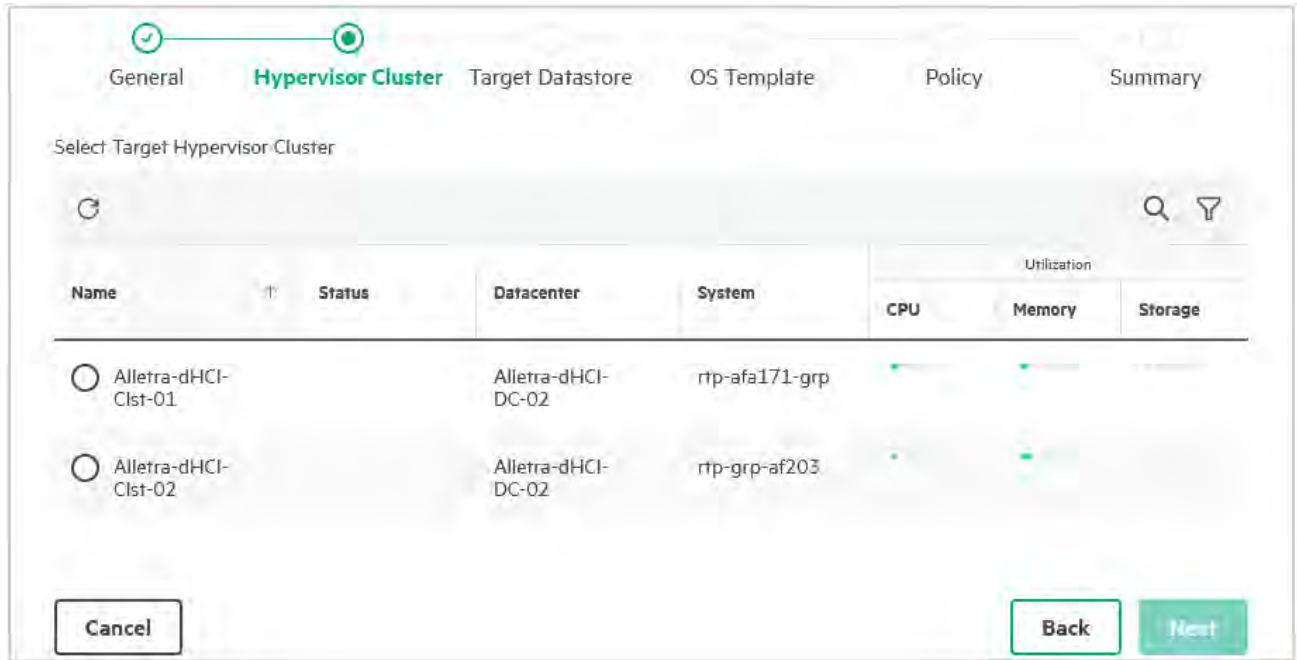 General Hypervisor Cluster Target Datastore OS Template Policy Summary
Select Target Hypervisor Cluster
Utilization
Name Status Datacenter System
CPU Memory Storage
Alletra-dHCI- Alletra-dHCI- rtp-afa171-grp
Clst-01 DC-02
Alletra-dHCI- Alletra-dHCI- rtp-grp-af203
Clst-02 DC-02
Cancel Back Next